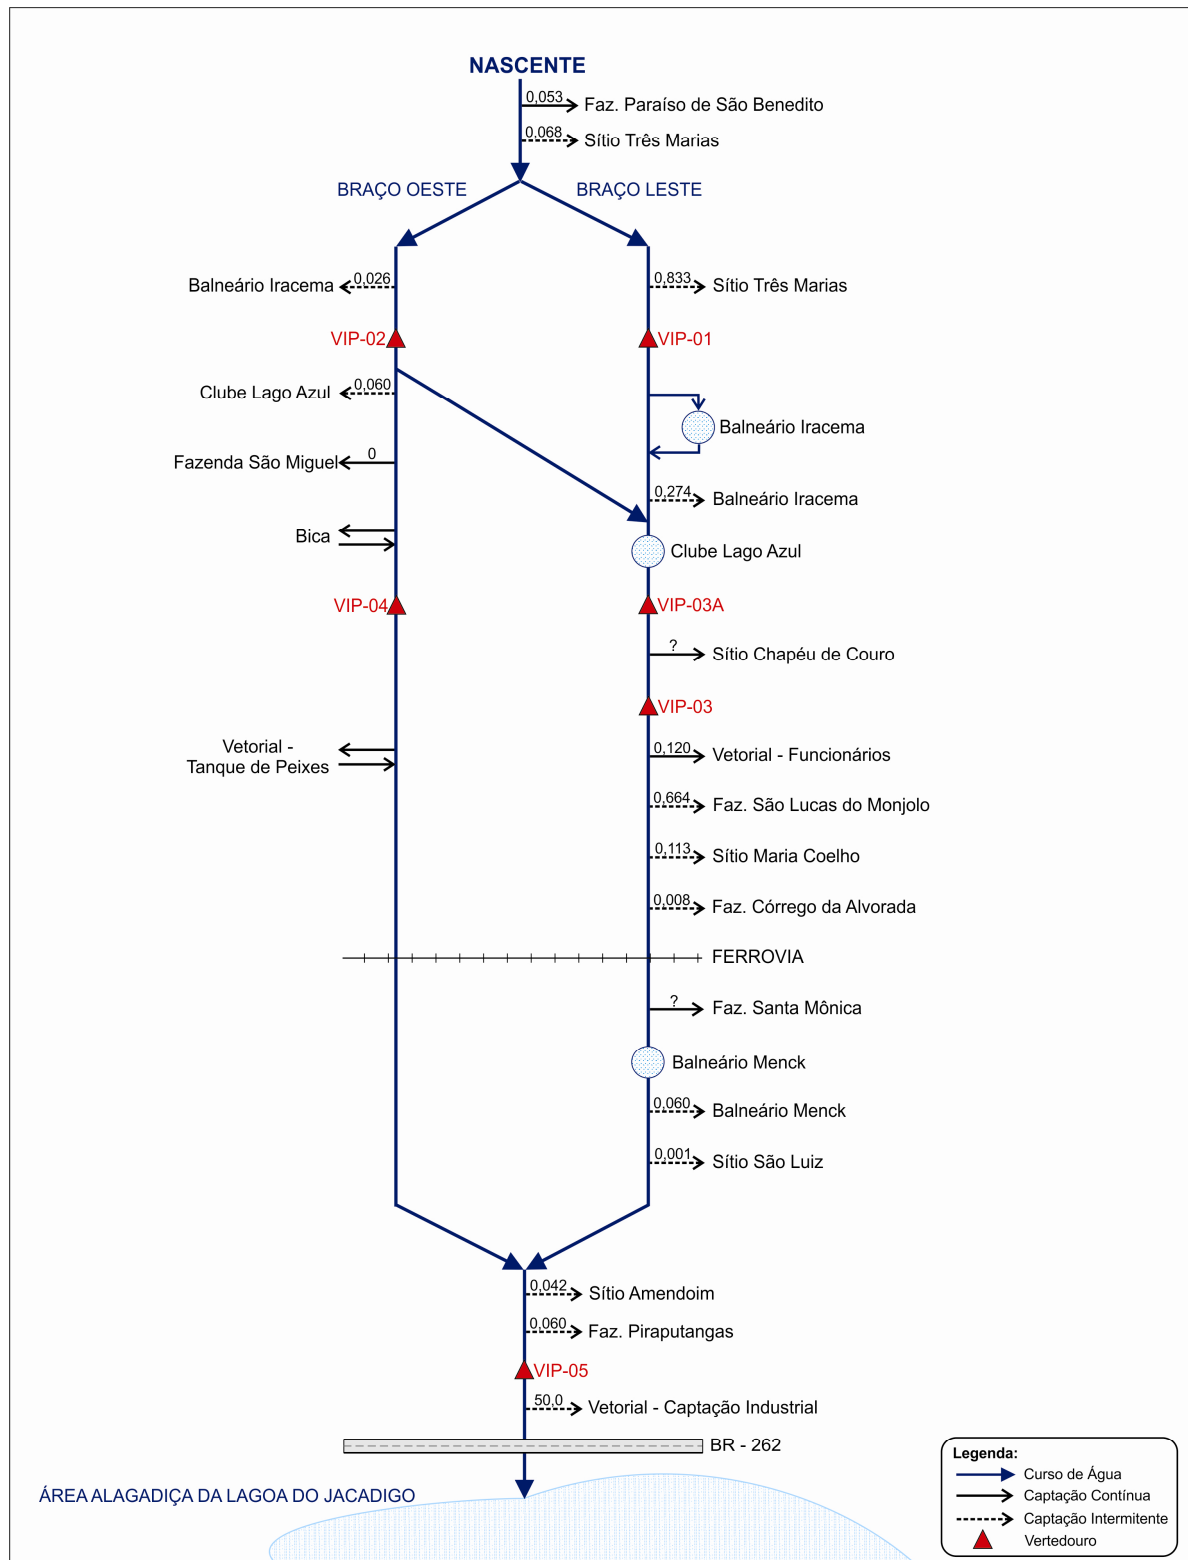 NASCENTE
0,053
Faz. Paraíso de São Benedito
0,068
Sítio Três Marias
BRAÇO OESTE
BRAÇO LESTE
Balneário Iracema
0,026
0,833
Sítio Três Marias
VIP-02
VIP-01
Clube Lago Azul
0,060
Balneário Iracema
Fazenda São Miguel
0
0,274
Balneário Iracema
Bica
Clube Lago Azul
VIP-04
VIP-03A
?
Sítio Chapéu de Couro
VIP-03
Vetorial -
Tanque de Peixes
0,120
Vetorial - Funcionários
0,664
Faz. São Lucas do Monjolo
0,113
Sítio Maria Coelho
0,008
Faz. Córrego da Alvorada
FERROVIA
?
Faz. Santa Mônica
Balneário Menck
0,060
Balneário Menck
0,001
Sítio São Luiz
0,042
Sítio Amendoim
0,060
Faz. Piraputangas
VIP-05
50,0
Vetorial - Captação Industrial
BR - 262
ÁREA ALAGADIÇA DA LAGOA DO JACADIGO
Legenda:
Curso de Água
Captação Contínua
Captação Intermitente
Vertedouro